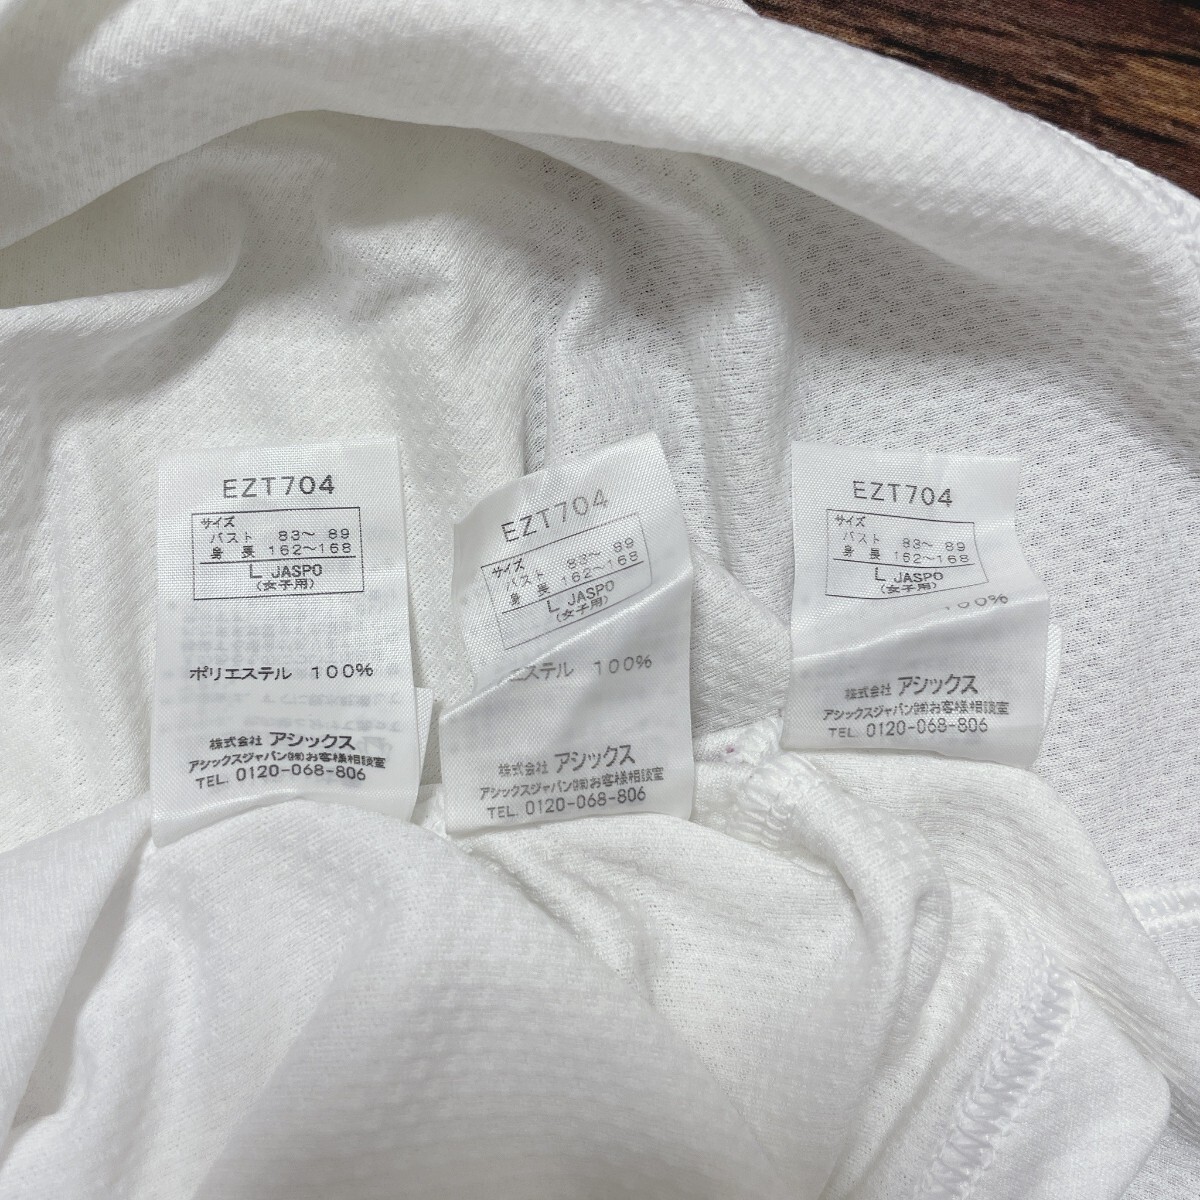 EZT704
サイズ
バスト 83〜 89
身 長 162〜168
L JASPO
(女子用)
ポリエステル 100%
株式会社 アシックス
アシックスジャパン㈱お客様相談室
TEL. 0120-068-806
EZT704
サイズ
バスト 83〜 89
身 長 162〜168
L JASPO
(女子用)
エステル 100%
株式会社 アシックス
アシックスジャパン㈱お客様相談室
TEL. 0120-068-806
EZT704
サイズ
バスト 83〜 89
身 長 162〜168
L JASPO
(女子用)
100%
株式会社 アシックス
アシックスジャパン㈱お客様相談室
TEL. 0120-068-806